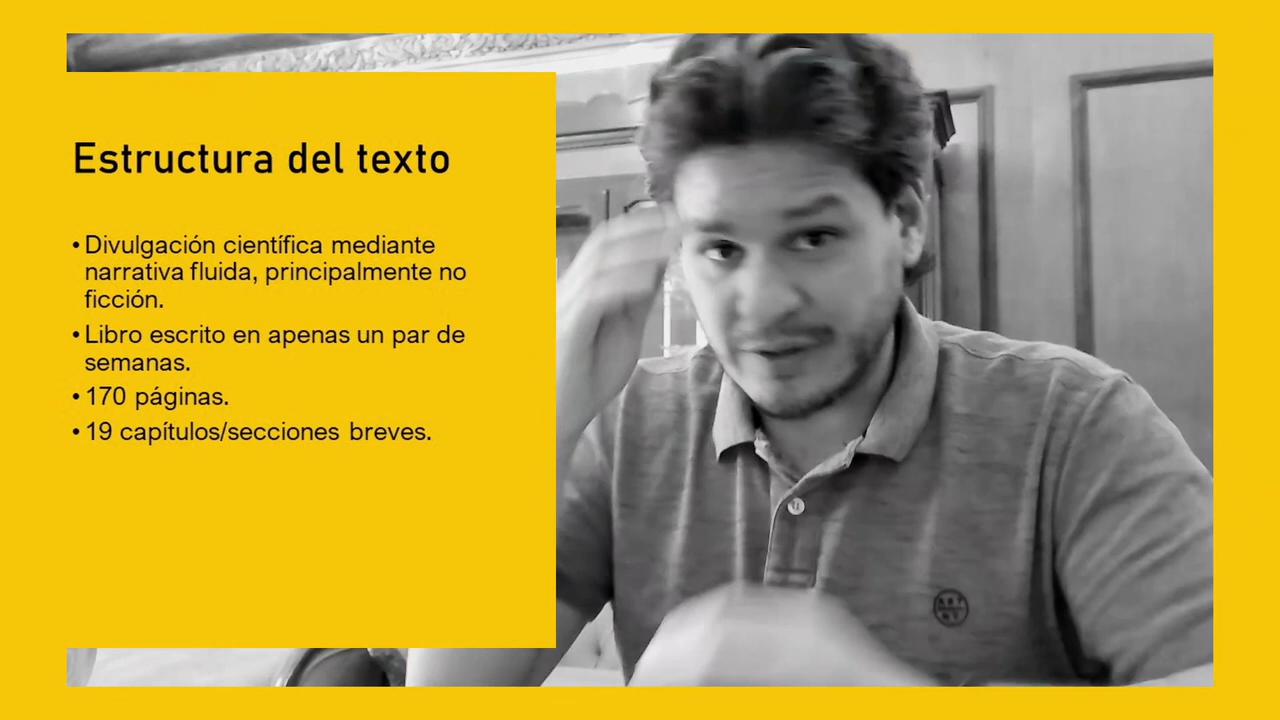 Estructura del texto
• Divulgación científica mediante
narrativa fluida, principalmente no
ficción.
• Libro escrito en apenas un par de
semanas.
• 170 páginas.
• 19 capítulos/secciones breves.